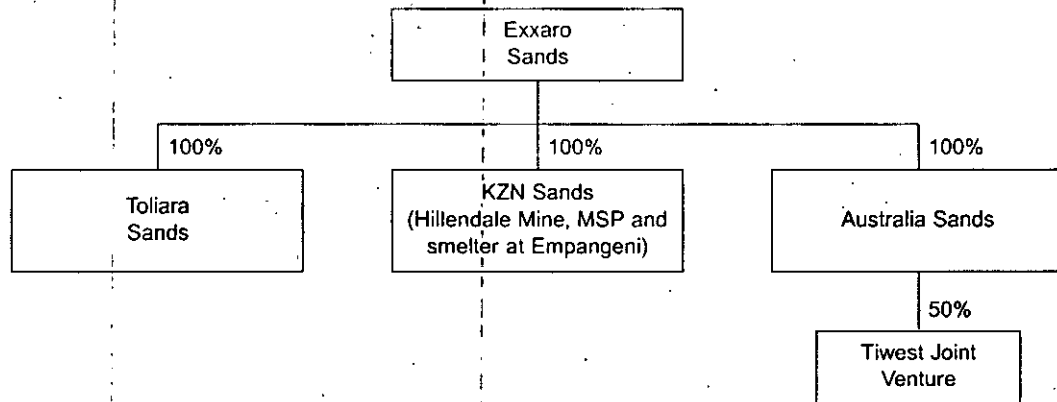 Exxaro
Sands
100%
100%
100%
Toliara
Sands
KZN Sands
(Hillendale Mine, MSP and
smelter at Empangeni)
Australia Sands
50%
Tiwest Joint
Venture